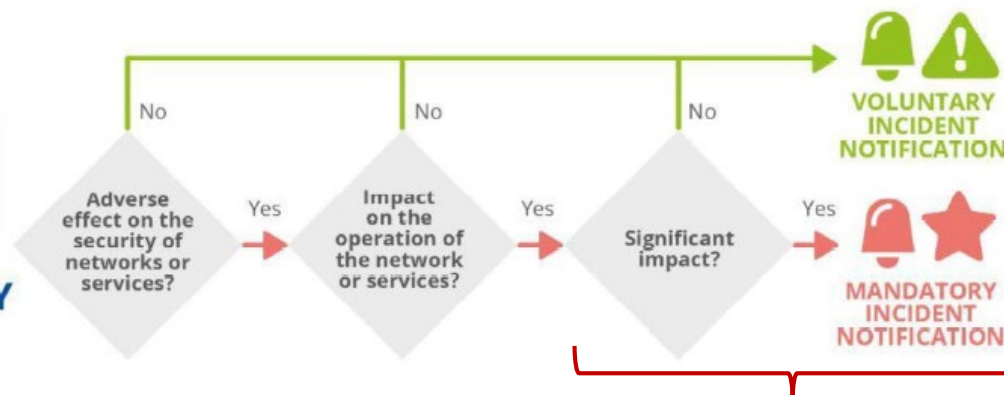 No
No
No
VOLUNTARY
INCIDENT
NOTIFICATION
Adverse
effect on the
security of
networks or
services?
Yes
Impact
on the
operation of
the network
or services?
Yes
Significant
impact?
Yes
MANDATORY
INCIDENT
NOTIFICATION
Y